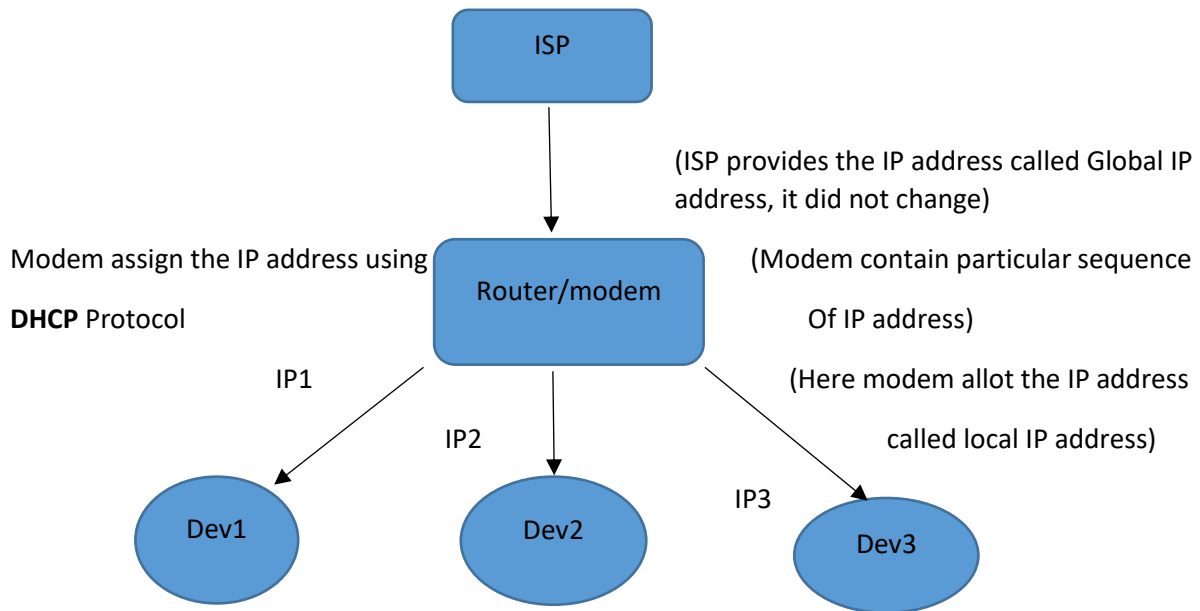 ISP
(ISP provides the IP address called Global IP
address, it did not change)
Modem assign the IP address using
DHCP Protocol
Router/modem
(Modem contain particular sequence
Of IP address)
(Here modem allot the IP address
called local IP address)
IP1
IP2
IP3
Dev1
Dev2
Dev3